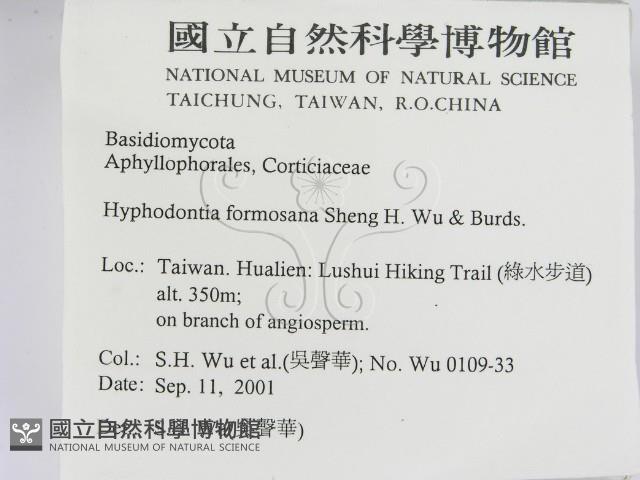 國立自然科學博物館
NATIONAL MUSEUM OF NATURAL SCIENCE
TAICHUNG, TAIWAN, R.O.CHINA
Basidiomycota
Aphyllophorales, Corticiaceae
Hyphodontia formosana Sheng H. Wu & Burds.
Loc.: Taiwan. Hualien: Lushui Hiking Trail (綠水步道)
alt. 350m;
on branch of angiosperm.
Col.: S.H. Wu et al.(吳聲華); No. Wu 0109-33
Date: Sep. 11, 2001
聲華)
國立自然科學博物館
NATIONAL MUSEUM OF NATURAL SCIENCE